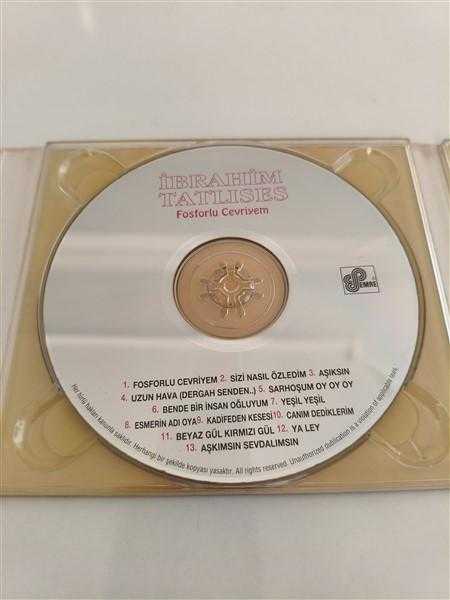 İBRAHİM
TATLISES
Fosforlu Cevriyem
EMRE
1. FOSFORLU CEVRİYEM 2. SİZİ NASIL ÖZLEDİM 3. AŞIKSIN
4. UZUN HAVA (DERGAH SENDEN..) 5. SARHOŞUM OY OY OY
6. BENDE BİR İNSAN OĞLUYUM 7. YEŞİL YEŞİL
8. ESMERİN ADI OYA 9. KADİFEDEN KESESİ 10. CANIM DEDİKLERİM
11. BEYAZ GÜL KIRMIZI GÜL 12. YA LEY
13. AŞKIMSIN SEVDALIMSIN
Her türlü hakları kanunla saklıdır. Herhangi bir şekilde kopyası yasaktır. All rights reserved. Unauthorized dublication is a violation of applicable laws.